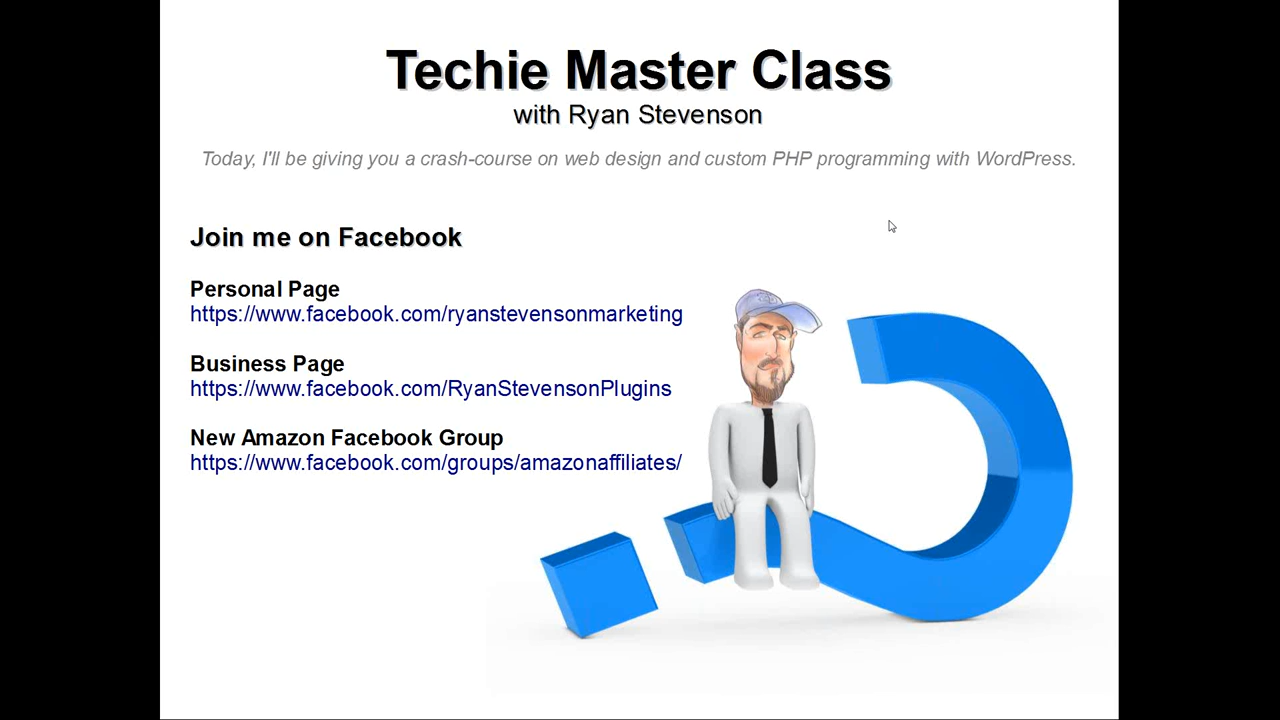 Techie Master Class
with Ryan Stevenson
Today, I'll be giving you a crash-course on web design and custom PHP programming with WordPress.
Join me on Facebook
Personal Page
https://www.facebook.com/ryanstevensonmarketing
Business Page
https://www.facebook.com/RyanStevensonPlugins
New Amazon Facebook Group
https://www.facebook.com/groups/amazonaffiliates/